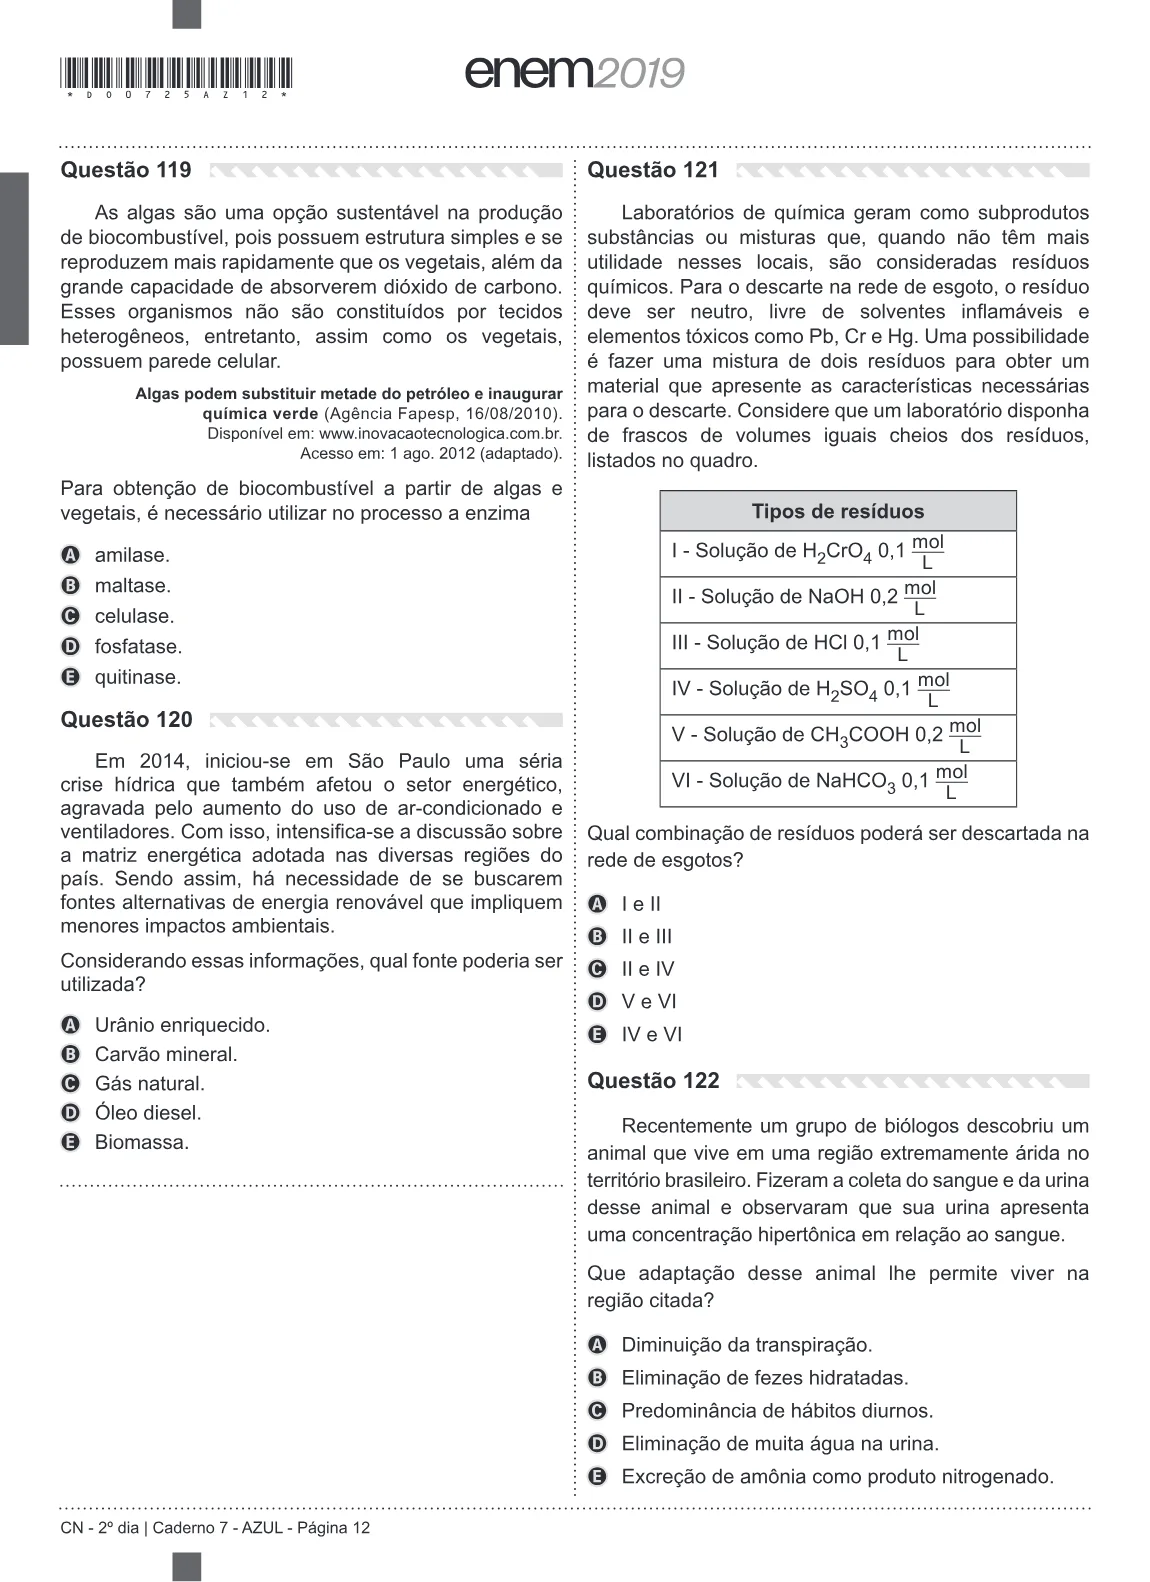 enem2019
*D00725AZ12*
Questão 119
As algas são uma opção sustentável na produção
de biocombustível, pois possuem estrutura simples e se
reproduzem mais rapidamente que os vegetais, além da
grande capacidade de absorverem dióxido de carbono.
Esses organismos não são constituídos por tecidos
heterogêneos, entretanto, assim como os vegetais,
possuem parede celular.
Algas podem substituir metade do petróleo e inaugurar
química verde (Agência Fapesp, 16/08/2010).
Disponível em: www.inovacaotecnologica.com.br.
Acesso em: 1 ago. 2012 (adaptado).
Para obtenção de biocombustível a partir de algas e
vegetais, é necessário utilizar no processo a enzima
A amilase.
B maltase.
C celulase.
D fosfatase.
E quitinase.
Questão 120
Em 2014, iniciou-se em São Paulo uma séria
crise hídrica que também afetou o setor energético,
agravada pelo aumento do uso de ar-condicionado e
ventiladores. Com isso, intensifica-se a discussão sobre
a matriz energética adotada nas diversas regiões do
país. Sendo assim, há necessidade de se buscarem
fontes alternativas de energia renovável que impliquem
menores impactos ambientais.
Considerando essas informações, qual fonte poderia ser
utilizada?
A Urânio enriquecido.
B Carvão mineral.
C Gás natural.
D Óleo diesel.
E Biomassa.
Questão 121
Laboratórios de química geram como subprodutos
substâncias ou misturas que, quando não têm mais
utilidade nesses locais, são consideradas resíduos
químicos. Para o descarte na rede de esgoto, o resíduo
deve ser neutro, livre de solventes inflamáveis e
elementos tóxicos como Pb, Cr e Hg. Uma possibilidade
é fazer uma mistura de dois resíduos para obter um
material que apresente as características necessárias
para o descarte. Considere que um laboratório disponha
de frascos de volumes iguais cheios dos resíduos,
listados no quadro.
Tipos de resíduos
I - Solução de H2CrO4 0,1 mol/L
II - Solução de NaOH 0,2 mol/L
III - Solução de HCl 0,1 mol/L
IV - Solução de H2SO4 0,1 mol/L
V - Solução de CH3COOH 0,2 mol/L
VI - Solução de NaHCO3 0,1 mol/L
Qual combinação de resíduos poderá ser descartada na
rede de esgotos?
A I e II
B II e III
C II e IV
D V e VI
E IV e VI
Questão 122
Recentemente um grupo de biólogos descobriu um
animal que vive em uma região extremamente árida no
território brasileiro. Fizeram a coleta do sangue e da urina
desse animal e observaram que sua urina apresenta
uma concentração hipertônica em relação ao sangue.
Que adaptação desse animal lhe permite viver na
região citada?
A Diminuição da transpiração.
B Eliminação de fezes hidratadas.
C Predominância de hábitos diurnos.
D Eliminação de muita água na urina.
E Excreção de amônia como produto nitrogenado.
CN - 2º dia | Caderno 7 - AZUL - Página 12